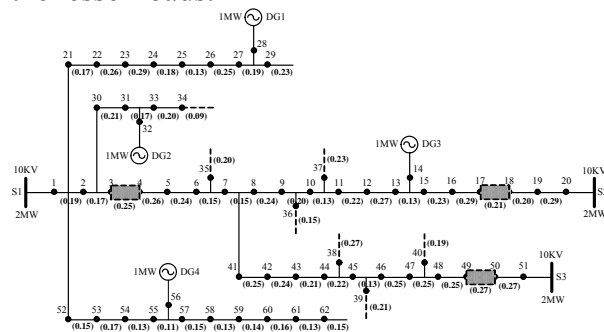 1MW DG1
28
21 22 23 24 25 26 27 29
(0.17) (0.26) (0.29) (0.18) (0.13) (0.25) (0.19) (0.23)
30 31 33 34
(0.21) (0.17) (0.20) (0.09)
32
1MW DG2
35 (0.20)
37 (0.23)
1MW DG3
14
10KV
S1
2MW
1 2 3 4 5 6 7 8 9 10 11 12 13 15 16 17 18 19 20
(0.19) (0.17) (0.25) (0.26) (0.24) (0.15) (0.15) (0.24) (0.20) (0.13) (0.22) (0.27) (0.13) (0.23) (0.29) (0.21) (0.20) (0.29)
10KV
2MW
36 (0.15)
38 (0.27)
40 (0.19)
41 42 43 44 45 46 47 48 49 50 51
(0.25) (0.24) (0.21) (0.22) (0.13) (0.25) (0.25) (0.25) (0.27) (0.27)
10KV
S3
2MW
39 (0.21)
1MW DG4
56
52 53 54 55 57 58 59 60 61 62
(0.15) (0.17) (0.13) (0.11) (0.15) (0.13) (0.14) (0.16) (0.13) (0.15)